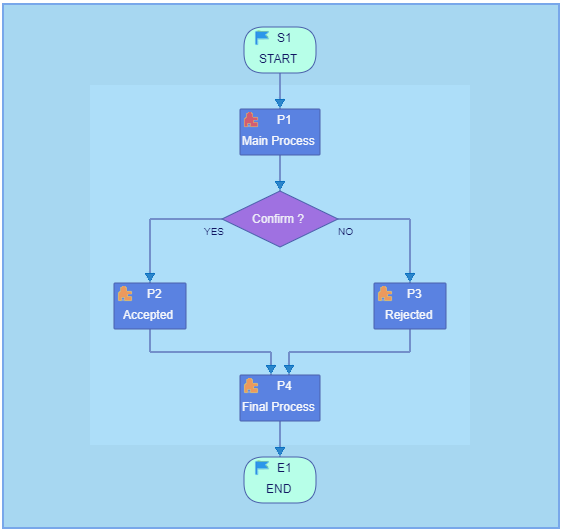 S1
START
P1
Main Process
Confirm ?
YES
NO
P2
Accepted
P3
Rejected
P4
Final Process
E1
END